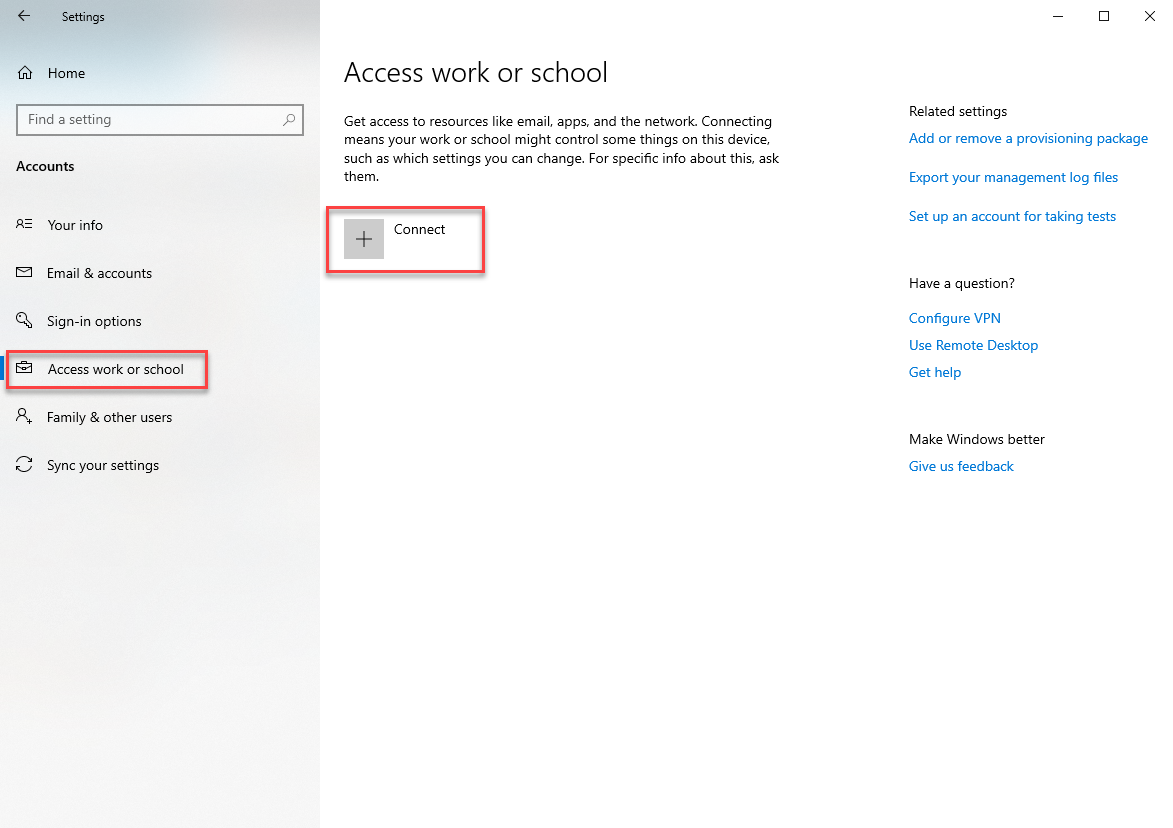 Settings
Home
Find a setting
Accounts
Your info
Email & accounts
Sign-in options
Access work or school
Family & other users
Sync your settings
Access work or school
Get access to resources like email, apps, and the network. Connecting
means your work or school might control some things on this device,
such as which settings you can change. For specific info about this, ask
them.
Connect
Related settings
Add or remove a provisioning package
Export your management log files
Set up an account for taking tests
Have a question?
Configure VPN
Use Remote Desktop
Get help
Make Windows better
Give us feedback